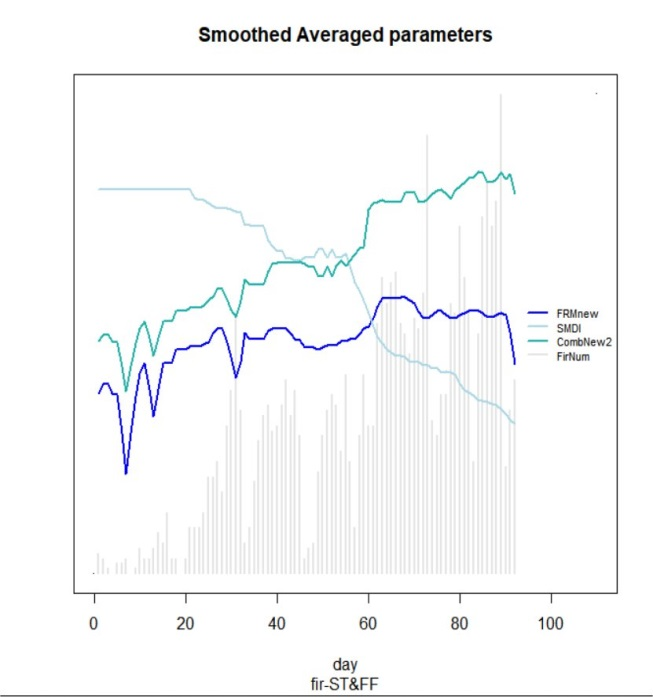 Smoothed Averaged parameters
FRMnew
SMDI
CombNew2
FirNum
0 20 40 60 80 100
day
fir-ST&FF